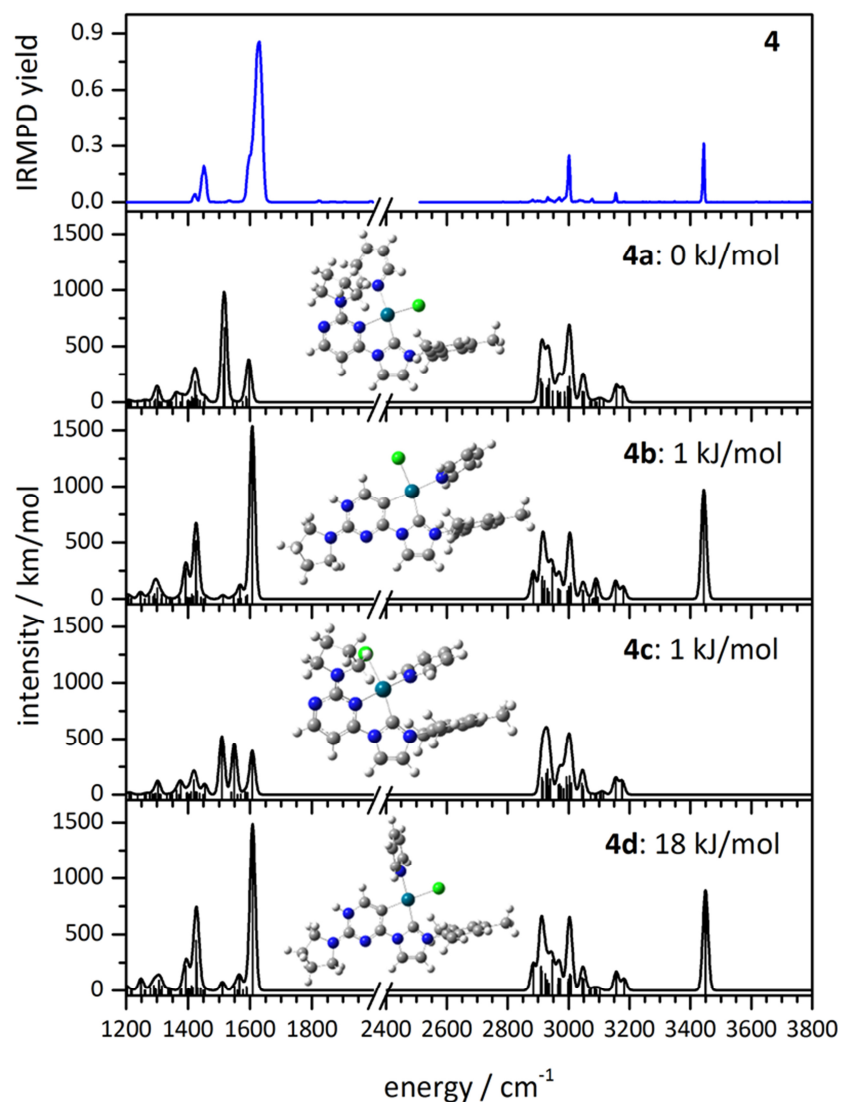 4
IRMPD yield
0.9
0.6
0.3
0.0
4a: 0 kJ/mol
1500
1000
500
0
4b: 1 kJ/mol
1500
1000
500
0
intensity / km/mol
4c: 1 kJ/mol
1500
1000
500
0
4d: 18 kJ/mol
1500
1000
500
0
1200 1400 1600 1800 2400 2600 2800 3000 3200 3400 3600 3800
energy / cm⁻¹